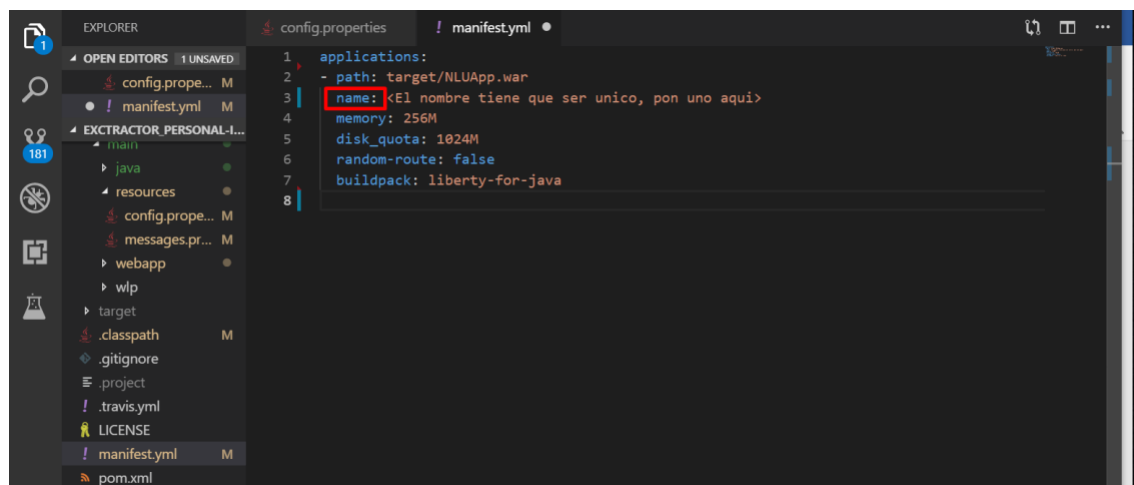 EXPLORER
OPEN EDITORS 1 UNSAVED
config.prope... M
! manifest.yml M
EXCTRACTOR_PERSONAL-I...
main
java
resources
config.prope... M
messages.pr... M
webapp
wlp
target
.classpath M
.gitignore
.project
! .travis.yml
LICENSE
! manifest.yml M
pom.xml
1
181
config.properties
! manifest.yml
1 applications:
2 - path: target/NLUApp.war
3 name: <El nombre tiene que ser unico, pon uno aqui>
4 memory: 256M
5 disk_quota: 1024M
6 random-route: false
7 buildpack: liberty-for-java
8